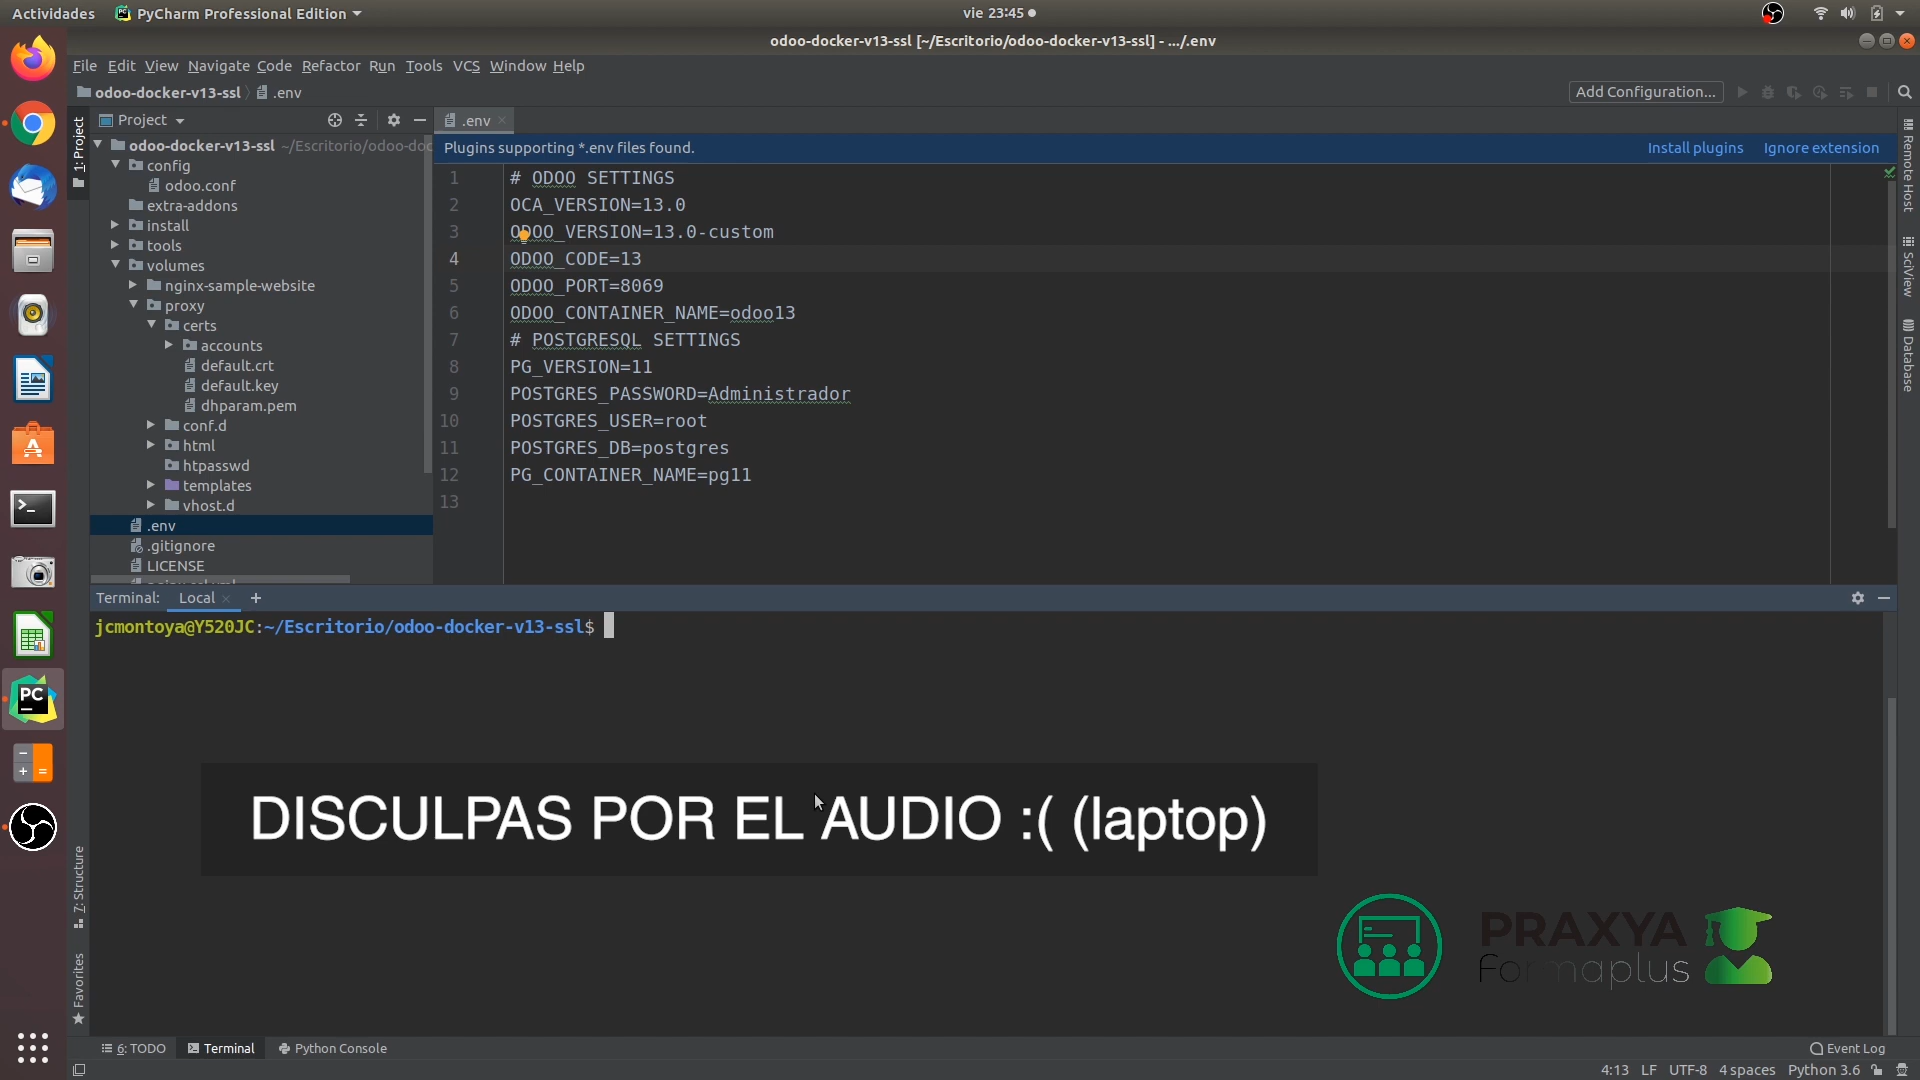 Actividades
PyCharm Professional Edition
vie 23:45
odoo-docker-v13-ssl [~/Escritorio/odoo-docker-v13-ssl] - .../.env
File Edit View Navigate Code Refactor Run Tools VCS Window Help
odoo-docker-v13-ssl .env
Add Configuration...
1: Project
Project
.env
odoo-docker-v13-ssl ~/Escritorio/odoo-doc
config
odoo.conf
extra-addons
install
tools
volumes
nginx-sample-website
proxy
certs
accounts
default.crt
default.key
dhparam.pem
conf.d
html
htpasswd
templates
vhost.d
.env
.gitignore
LICENSE
Plugins supporting *.env files found.
Install plugins Ignore extension
1 # ODOO SETTINGS
2 OCA_VERSION=13.0
3 ODOO_VERSION=13.0-custom
4 ODOO_CODE=13
5 ODOO_PORT=8069
6 ODOO_CONTAINER_NAME=odoo13
7 # POSTGRESQL SETTINGS
8 PG_VERSION=11
9 POSTGRES_PASSWORD=Administrador
10 POSTGRES_USER=root
11 POSTGRES_DB=postgres
12 PG_CONTAINER_NAME=pg11
13
Remote Host
SciView
Database
Terminal: Local +
jcmontoya@Y520JC:~/Escritorio/odoo-docker-v13-ssl$
DISCULPAS POR EL AUDIO :( (laptop)
PRAXYA
formaplus
PC
7: Structure
Favorites
6: TODO Terminal Python Console
Event Log
4:13 LF UTF-8 4 spaces Python 3.6